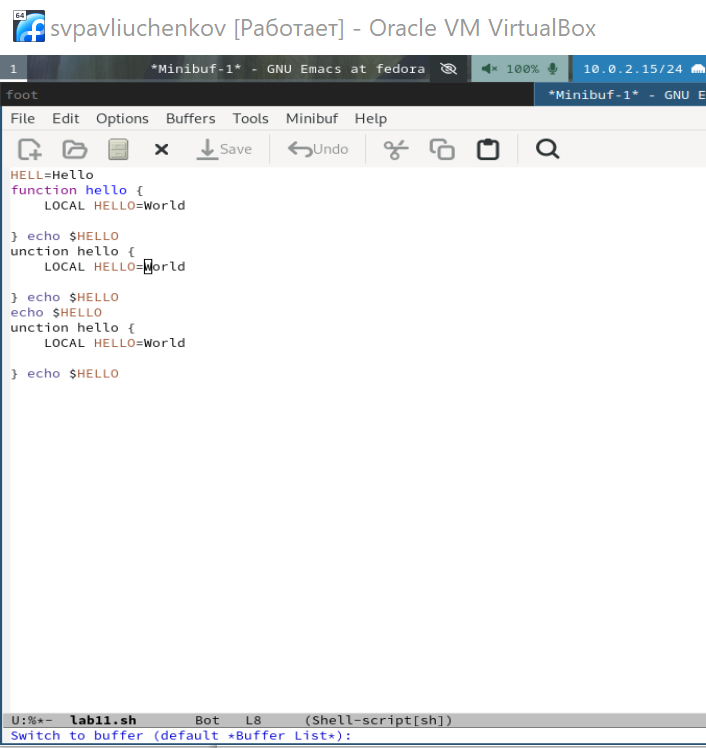 64
svpavliuchenkov [Работает] - Oracle VM VirtualBox
1 *Minibuf-1* - GNU Emacs at fedora 100% 10.0.2.15/24
foot *Minibuf-1* - GNU E
File Edit Options Buffers Tools Minibuf Help
Save Undo
HELL=Hello
function hello {
    LOCAL HELLO=World
} echo $HELLO
unction hello {
    LOCAL HELLO=World
} echo $HELLO
echo $HELLO
unction hello {
    LOCAL HELLO=World
} echo $HELLO
U:%*- lab11.sh Bot L8 (Shell-script[sh])
Switch to buffer (default *Buffer List*):